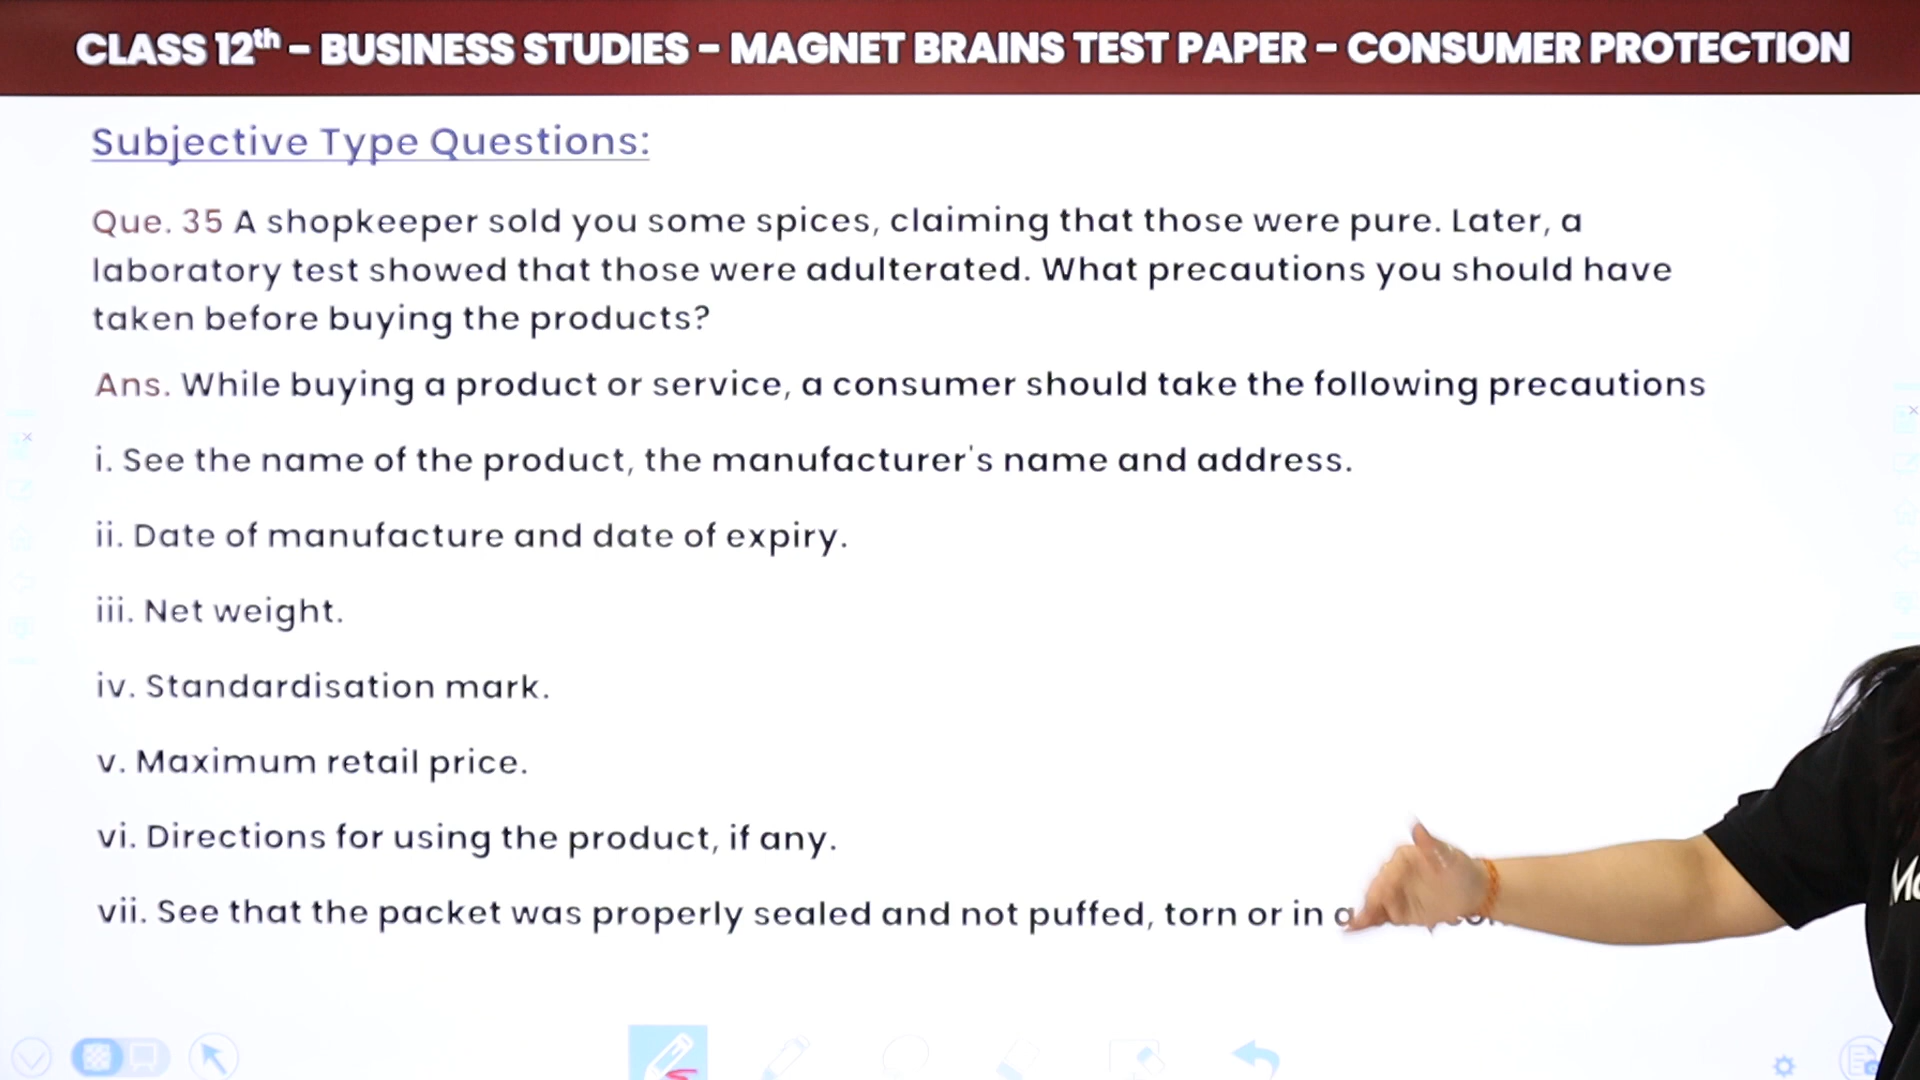 CLASS 12th – BUSINESS STUDIES – MAGNET BRAINS TEST PAPER – CONSUMER PROTECTION
Subjective Type Questions:
Que. 35 A shopkeeper sold you some spices, claiming that those were pure. Later, a
laboratory test showed that those were adulterated. What precautions you should have
taken before buying the products?
Ans. While buying a product or service, a consumer should take the following precautions
i. See the name of the product, the manufacturer's name and address.
ii. Date of manufacture and date of expiry.
iii. Net weight.
iv. Standardisation mark.
v. Maximum retail price.
vi. Directions for using the product, if any.
vii. See that the packet was properly sealed and not puffed, torn or in